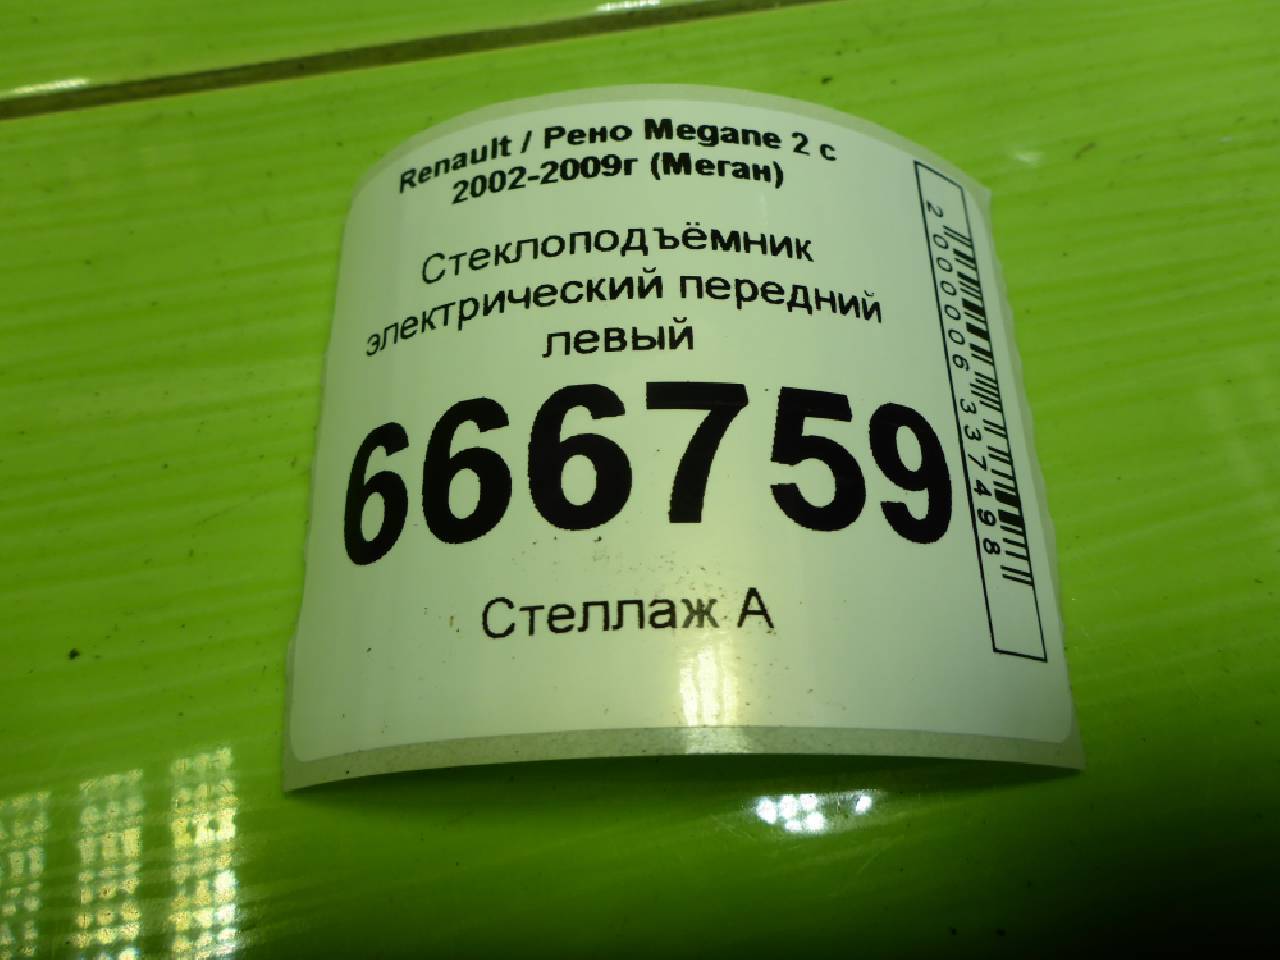 Renault / Рено Megane 2 с
2002-2009г (Меган)
Стеклоподъёмник
электрический передний
левый
666759
Стеллаж А
2000006337498